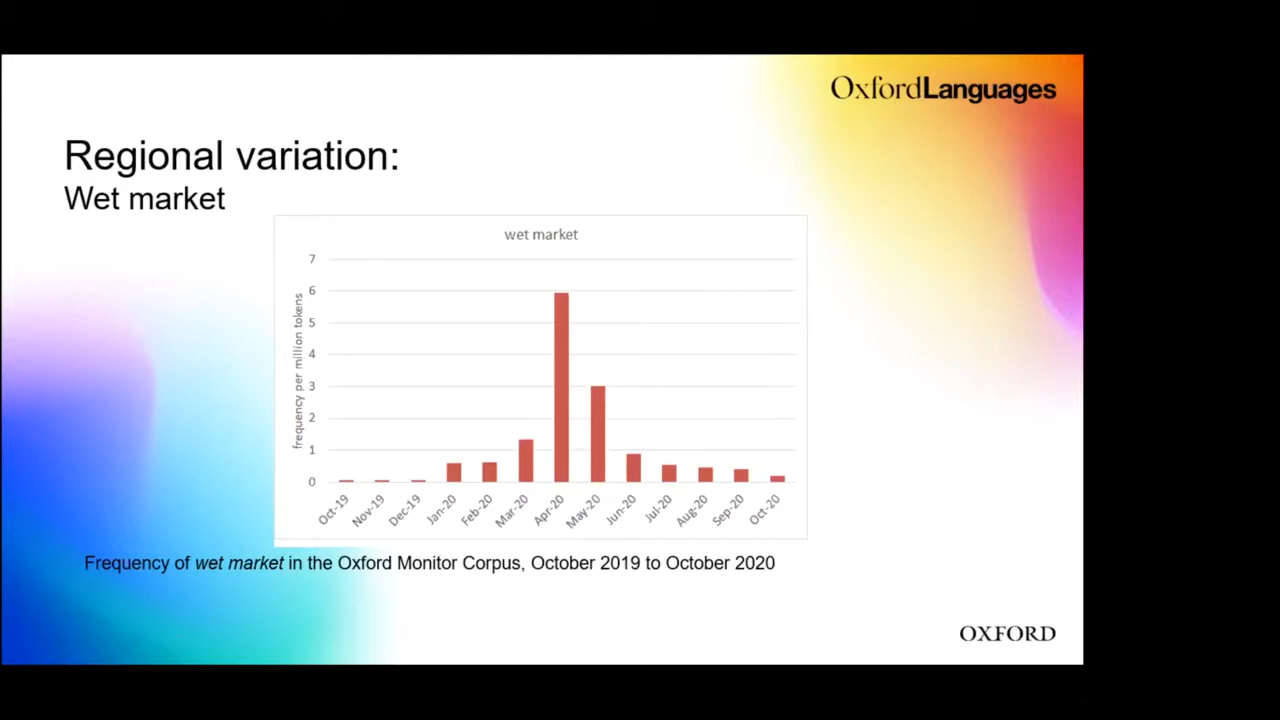 OxfordLanguages
Regional variation:
Wet market
wet market
7
6
5
4
3
2
1
0
frequency per million tokens
Oct-19
Nov-19
Dec-19
Jan-20
Feb-20
Mar-20
Apr-20
May-20
Jun-20
Jul-20
Aug-20
Sep-20
Oct-20
Frequency of wet market in the Oxford Monitor Corpus, October 2019 to October 2020
OXFORD